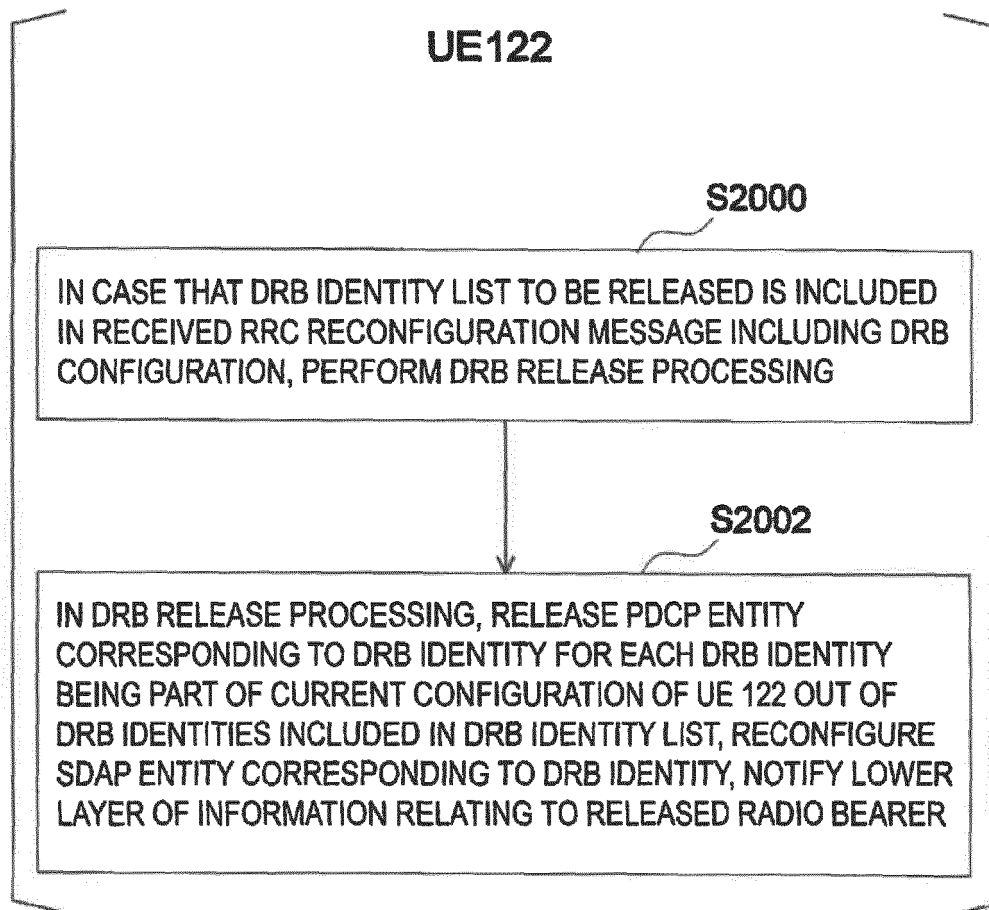 UE122
S2000
IN CASE THAT DRB IDENTITY LIST TO BE RELEASED IS INCLUDED
IN RECEIVED RRC RECONFIGURATION MESSAGE INCLUDING DRB
CONFIGURATION, PERFORM DRB RELEASE PROCESSING
S2002
IN DRB RELEASE PROCESSING, RELEASE PDCP ENTITY
CORRESPONDING TO DRB IDENTITY FOR EACH DRB IDENTITY
BEING PART OF CURRENT CONFIGURATION OF UE 122 OUT OF
DRB IDENTITIES INCLUDED IN DRB IDENTITY LIST, RECONFIGURE
SDAP ENTITY CORRESPONDING TO DRB IDENTITY, NOTIFY LOWER
LAYER OF INFORMATION RELATING TO RELEASED RADIO BEARER